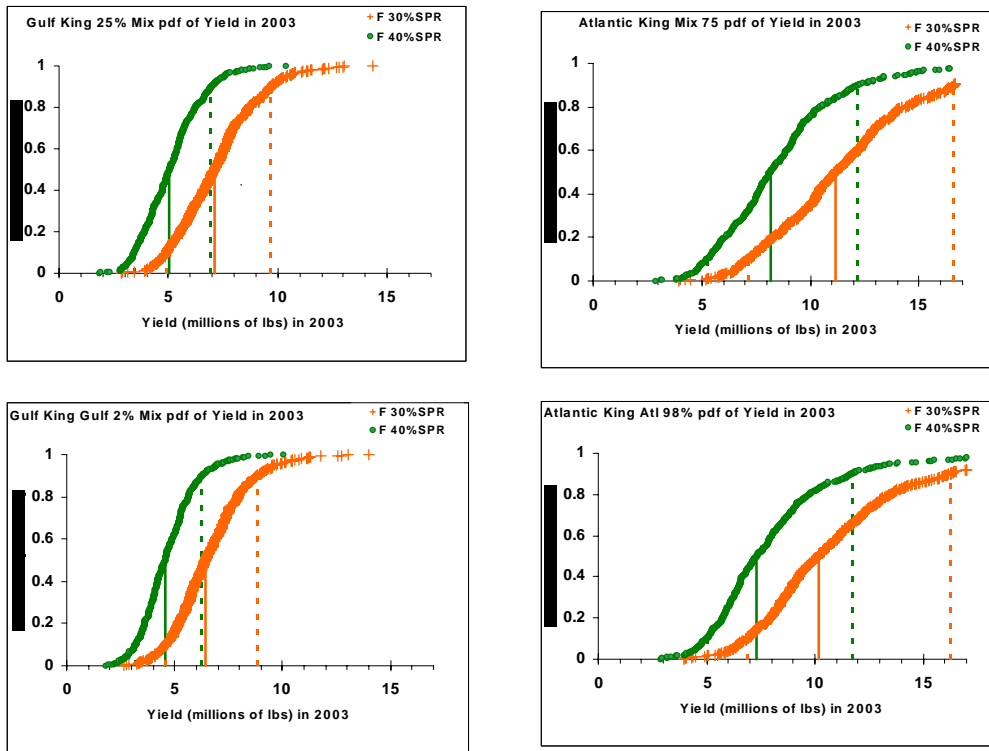 Gulf King 25% Mix pdf of Yield in 2003
F 30%SPR
F 40%SPR
1
0.8
0.6
0.4
0.2
0
0 5 10 15
Yield (millions of lbs) in 2003
Atlantic King Mix 75 pdf of Yield in 2003
F 30%SPR
F 40%SPR
1
0.8
0.6
0.4
0.2
0
0 5 10 15
Yield (millions of lbs) in 2003
Gulf King Gulf 2% Mix pdf of Yield in 2003
F 30%SPR
F 40%SPR
1
0.8
0.6
0.4
0.2
0
0 5 10 15
Yield (millions of lbs) in 2003
Atlantic King Atl 98% pdf of Yield in 2003
F 30%SPR
F 40%SPR
1
0.8
0.6
0.4
0.2
0
0 5 10 15
Yield (millions of lbs) in 2003